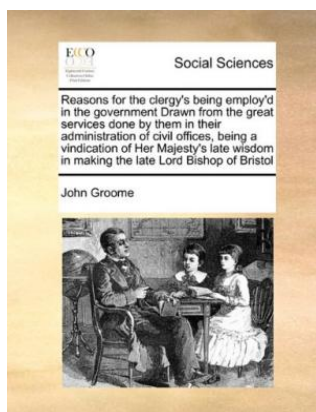 ECCO
Social Sciences
Reasons for the clergy's being employ'd
in the government Drawn from the great
services done by them in their
administration of civil offices, being a
vindication of Her Majesty's late wisdom
in making the late Lord Bishop of Bristol
John Groome